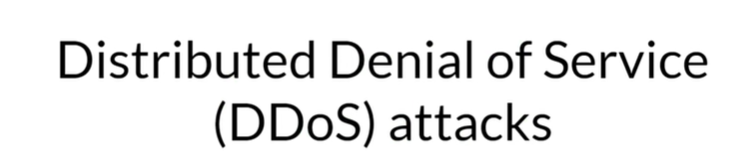 Distributed Denial of Service
(DDoS) attacks